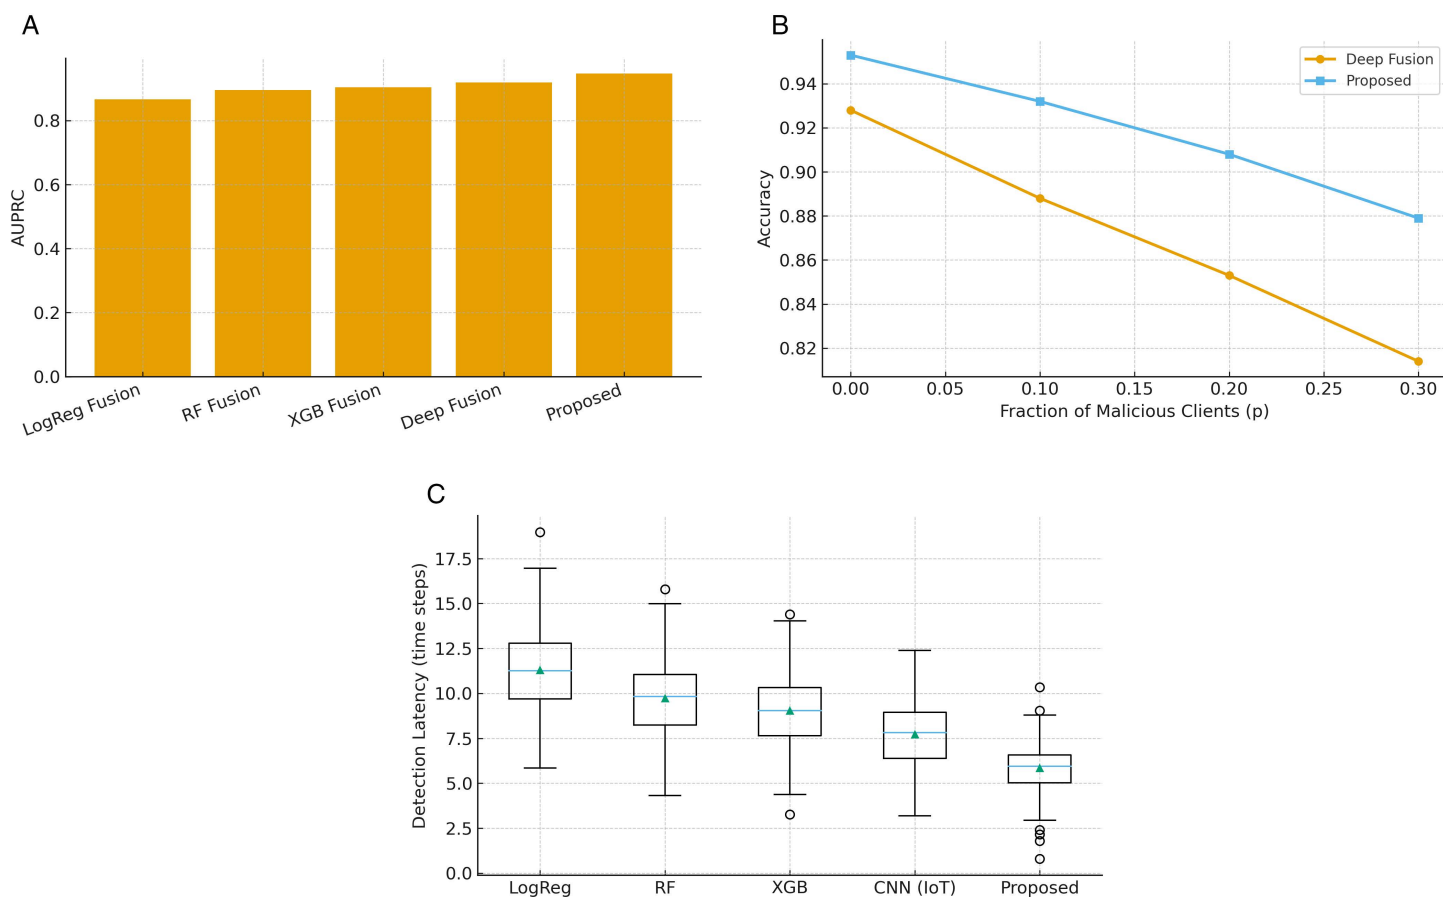 A
AUPRC
0.8
0.6
0.4
0.2
0.0
LogReg Fusion
RF Fusion
XGB Fusion
Deep Fusion
Proposed
B
Accuracy
0.94
0.92
0.90
0.88
0.86
0.84
0.82
Deep Fusion
Proposed
0.00 0.05 0.10 0.15 0.20 0.25 0.30
Fraction of Malicious Clients (p)
C
Detection Latency (time steps)
17.5
15.0
12.5
10.0
7.5
5.0
2.5
0.0
LogReg RF XGB CNN (IoT) Proposed